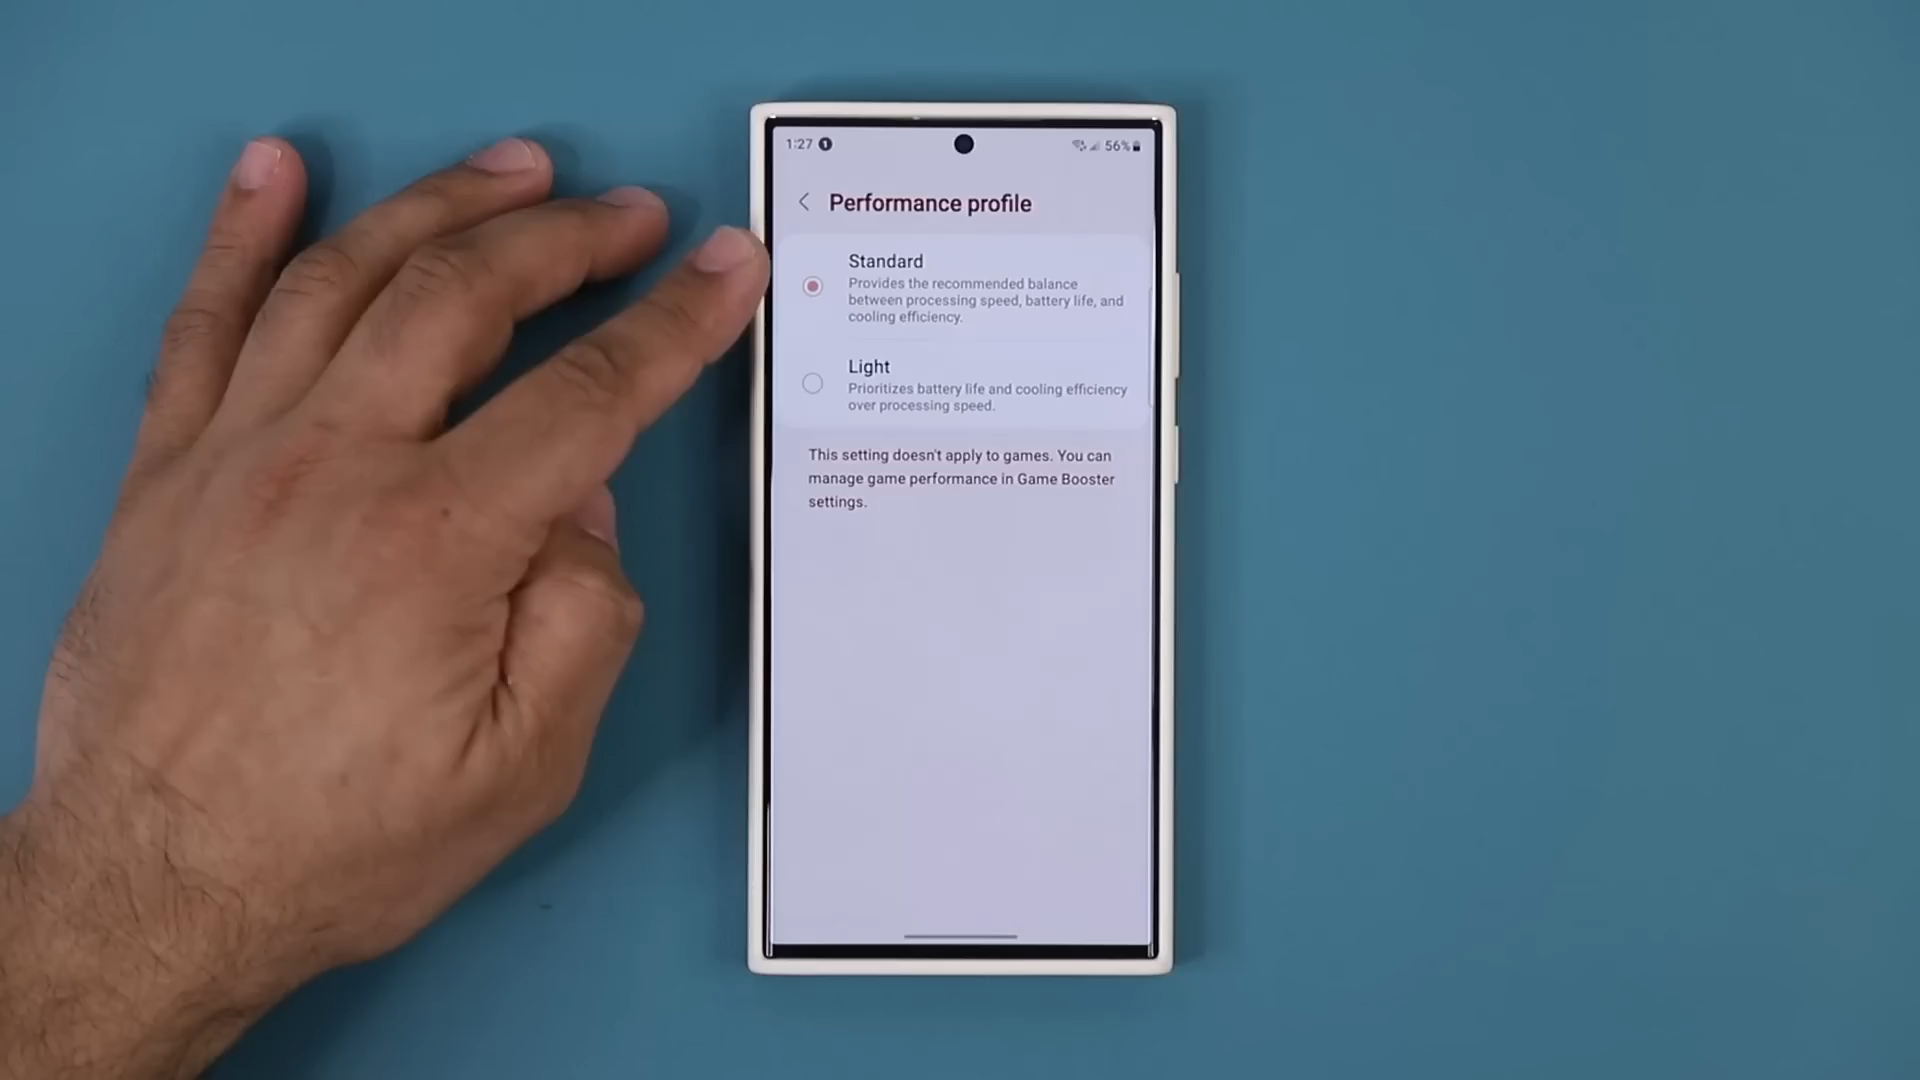 1:27 1
56%
Performance profile
Standard
Provides the recommended balance
between processing speed, battery life, and
cooling efficiency.
Light
Prioritizes battery life and cooling efficiency
over processing speed.
This setting doesn't apply to games. You can
manage game performance in Game Booster
settings.